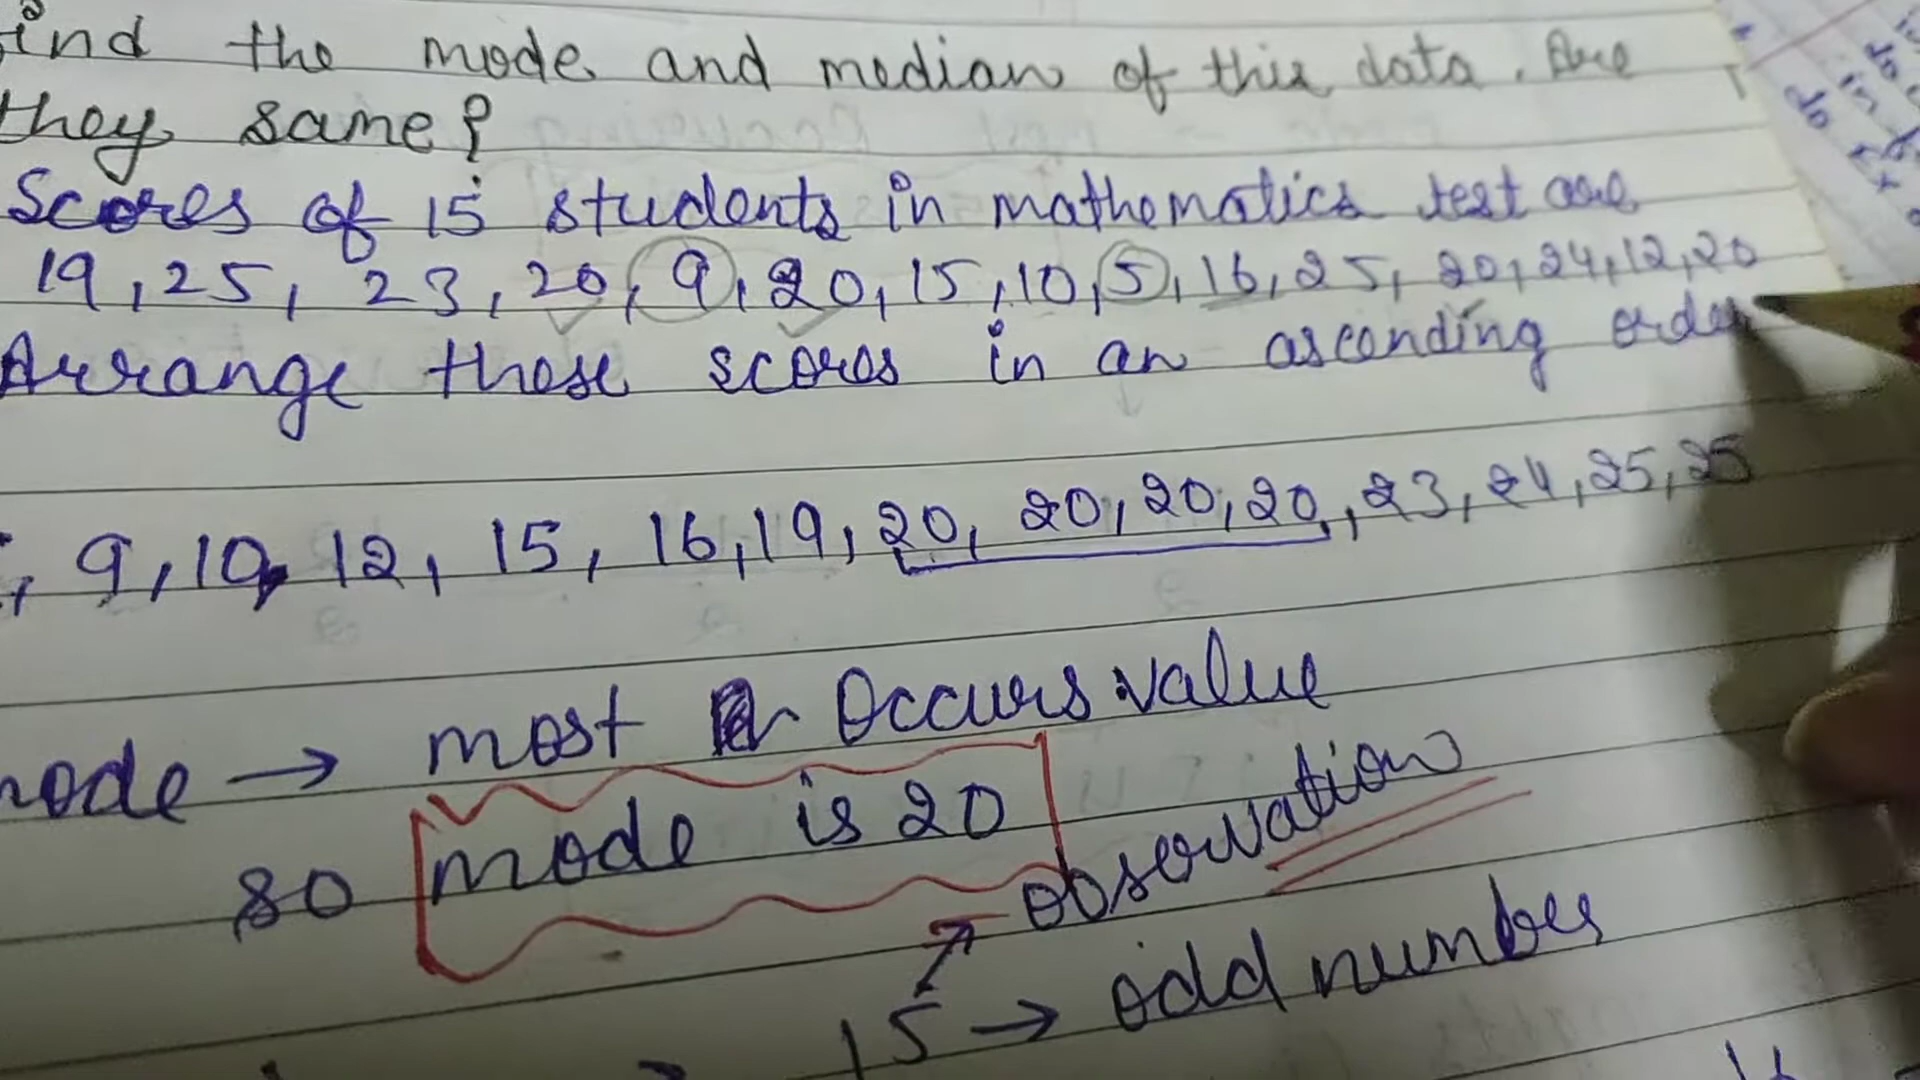 ind the mode and median of this data. Are
they same?
Scores of 15 students in mathematics test are
19, 25, 23, 20, 9, 20, 15, 10, 5, 16, 25, 20, 24, 12, 20
Arrange these scores in an ascending order
, 9, 10, 12, 15, 16, 19, 20, 20, 20, 20, 23, 24, 25, 25
mode → most Occurs value
so mode is 20
observation
15 → odd number